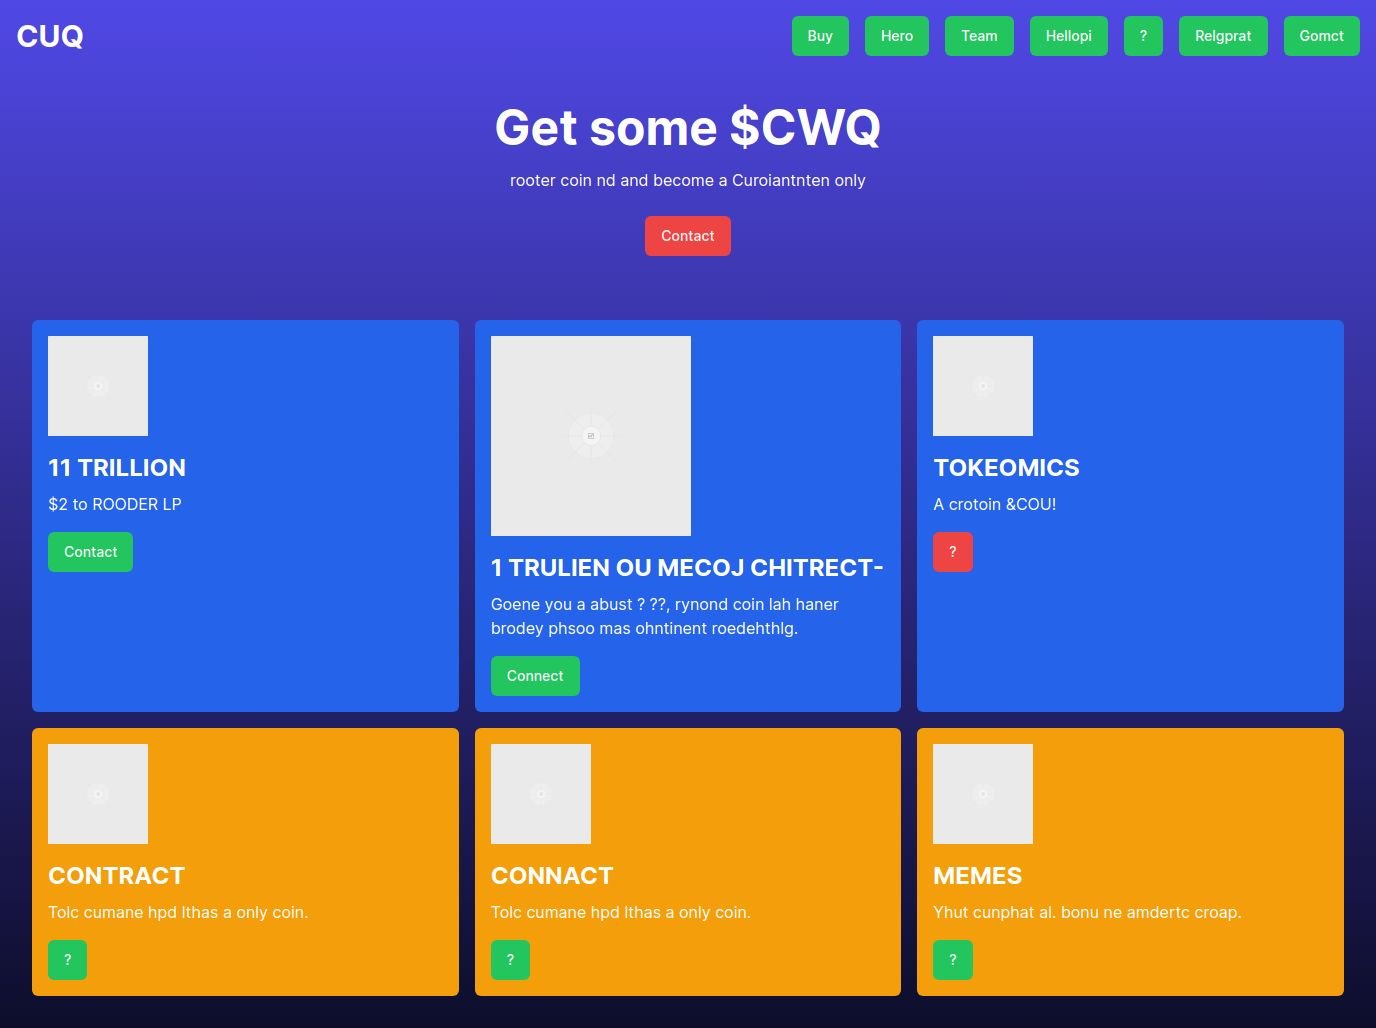 CUQ
Buy
Hero
Team
Hellopi
?
Relgprat
Gomct
Get some $CWQ
rooter coin nd and become a Curoiantnten only
Contact
11 TRILLION
$2 to ROODER LP
Contact
1 TRULIEN OU MECOJ CHITRECT-
Goene you a abust ? ??, rynond coin lah haner
brodey phsoo mas ohntinent roedehthlg.
Connect
TOKEOMICS
A crotoin &COU!
?
CONTRACT
Tolc cumane hpd lthas a only coin.
?
CONNACT
Tolc cumane hpd lthas a only coin.
?
MEMES
Yhut cunphat al. bonu ne amdertc croap.
?